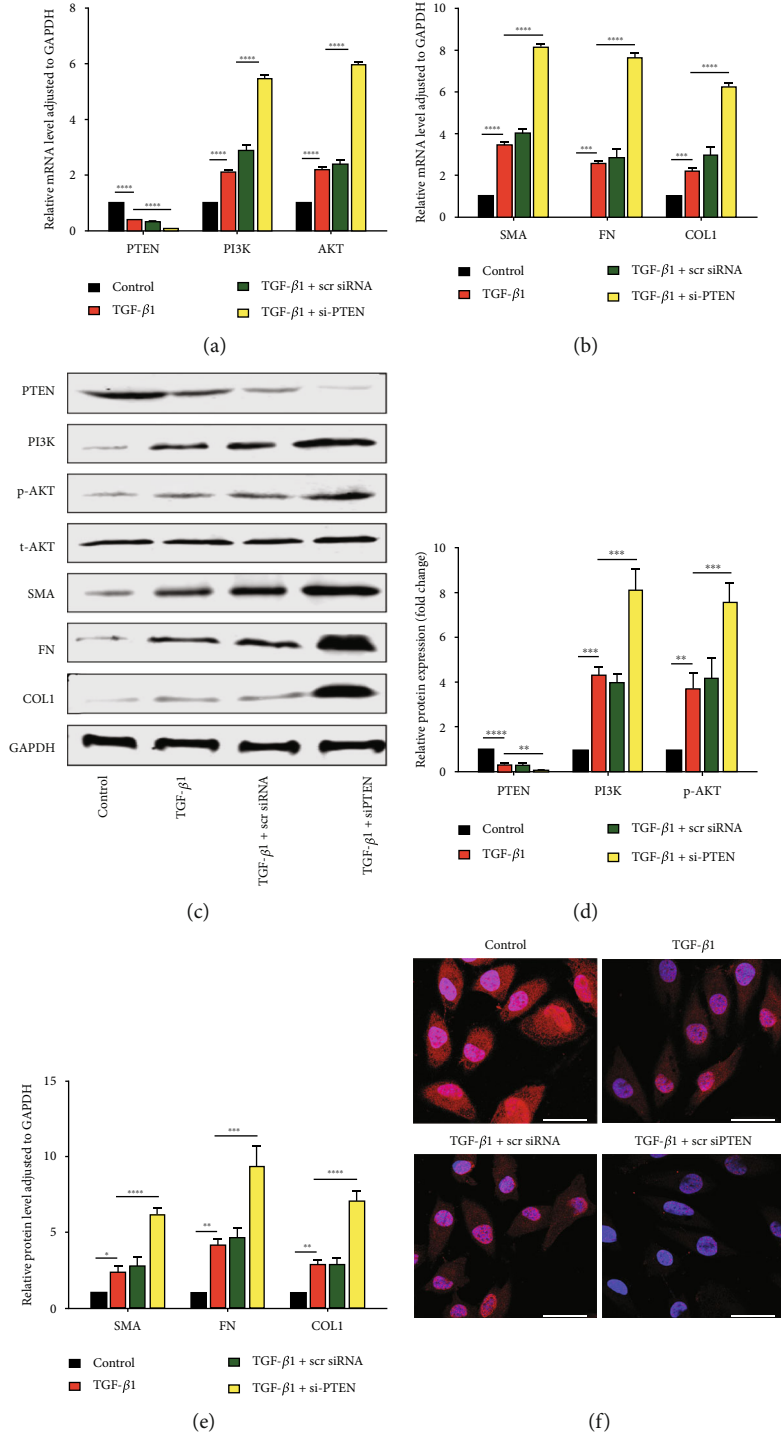 Relative mRNA level adjusted to GAPDH
8
6
4
2
0
****
****
****
****
****
****
PTEN
PI3K
AKT
Control
TGF-β1
TGF-β1 + scr siRNA
TGF-β1 + si-PTEN
(a)
Relative mRNA level adjusted to GAPDH
10
8
6
4
2
0
****
****
***
****
***
****
SMA
FN
COL1
Control
TGF-β1
TGF-β1 + scr siRNA
TGF-β1 + si-PTEN
(b)
PTEN
PI3K
p-AKT
t-AKT
SMA
FN
COL1
GAPDH
Control
TGF-β1
TGF-β1 + scr siRNA
TGF-β1 + siPTEN
(c)
Relative protein expression (fold change)
10
8
6
4
2
0
****
**
***
***
**
***
PTEN
PI3K
p-AKT
Control
TGF-β1
TGF-β1 + scr siRNA
TGF-β1 + si-PTEN
(d)
Relative protein level adjusted to GAPDH
15
10
5
0
*
****
**
***
**
****
SMA
FN
COL1
Control
TGF-β1
TGF-β1 + scr siRNA
TGF-β1 + si-PTEN
(e)
Control
TGF-β1
TGF-β1 + scr siRNA
TGF-β1 + scr siPTEN
(f)